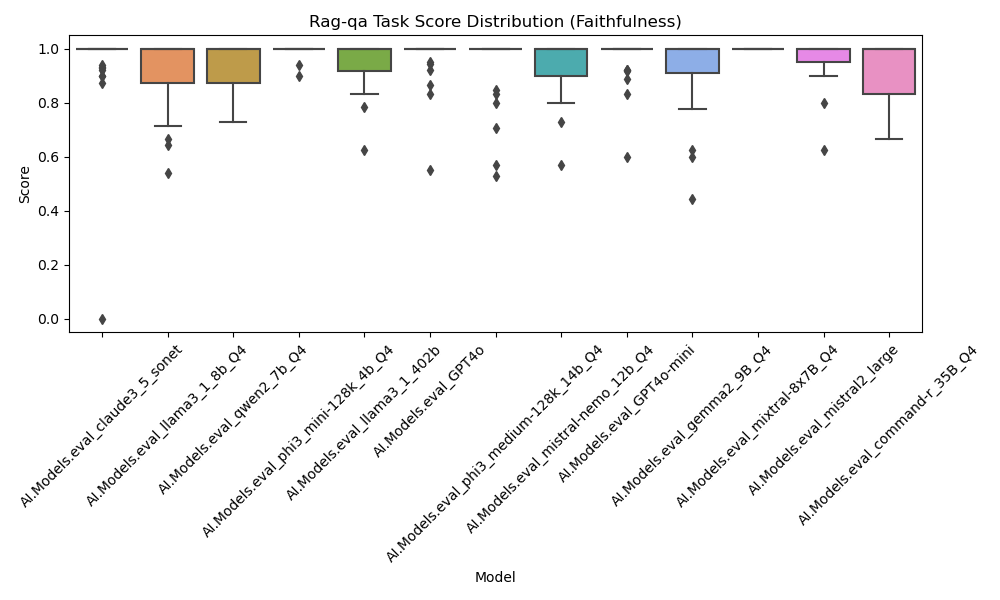 Rag-qa Task Score Distribution (Faithfulness)
Score
1.0
0.8
0.6
0.4
0.2
0.0
AI.Models.eval_claude3_5_sonet
AI.Models.eval_llama3_1_8b_Q4
AI.Models.eval_qwen2_7b_Q4
AI.Models.eval_phi3_mini-128k_4b_Q4
AI.Models.eval_llama3_1_402b
AI.Models.eval_GPT4o
AI.Models.eval_phi3_medium-128k_14b_Q4
AI.Models.eval_mistral-nemo_12b_Q4
AI.Models.eval_GPT4o-mini
AI.Models.eval_gemma2_9B_Q4
AI.Models.eval_mixtral-8x7B_Q4
AI.Models.eval_mistral2_large
AI.Models.eval_command-r_35B_Q4
Model